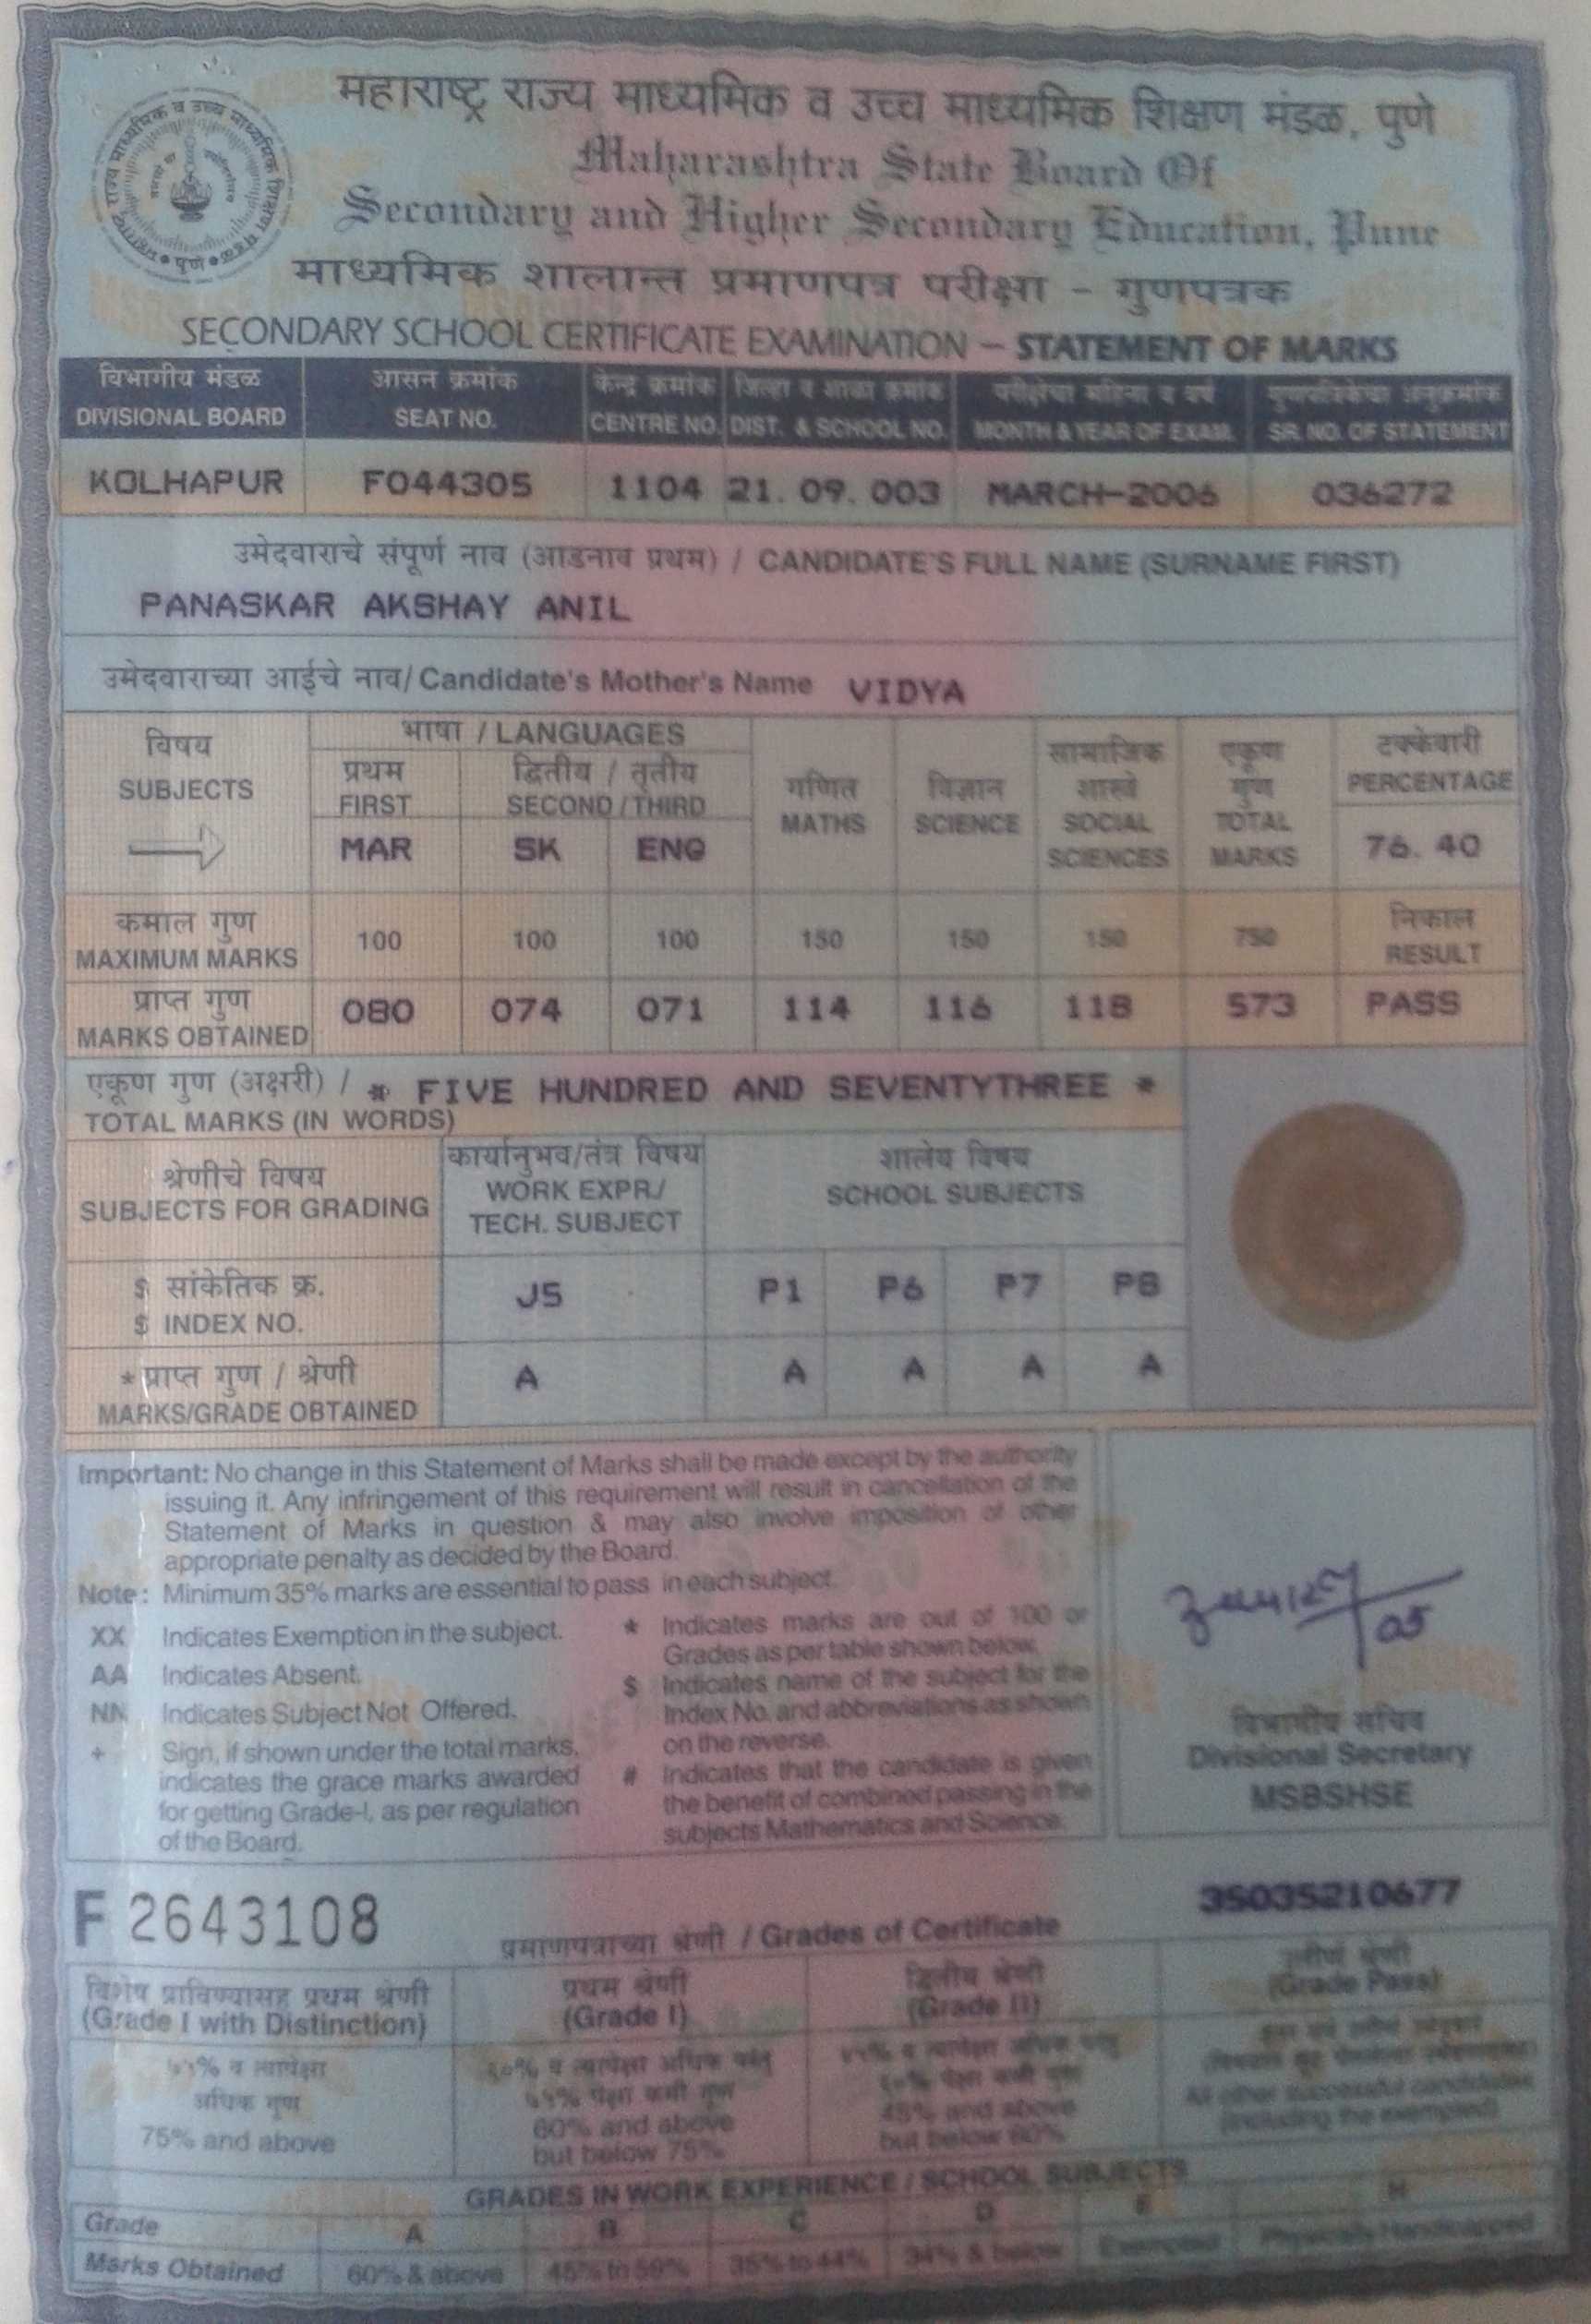 महाराष्ट्र राज्य माध्यमिक व उच्च माध्यमिक शिक्षण मंडळ, पुणे
Maharashtra State Board Of
Secondary and Higher Secondary Education, Pune
माध्यमिक शालान्त प्रमाणपत्र परीक्षा - गुणपत्रक
SECONDARY SCHOOL CERTIFICATE EXAMINATION – STATEMENT OF MARKS
विभागीय मंडळ आसन क्रमांक केन्द्र क्रमांक जिल्हा व शाळा क्रमांक परीक्षेचा महिना व वर्ष गुणपत्रिकेचा अनुक्रमांक
DIVISIONAL BOARD SEAT NO. CENTRE NO. DIST. & SCHOOL NO. MONTH & YEAR OF EXAM. SR. NO. OF STATEMENT
KOLHAPUR F044305 1104 21. 09. 003 MARCH-2006 036272
उमेदवाराचे संपूर्ण नाव (आडनाव प्रथम) / CANDIDATE'S FULL NAME (SURNAME FIRST)
PANASKAR AKSHAY ANIL
उमेदवाराच्या आईचे नाव/ Candidate's Mother's Name VIDYA
विषय
SUBJECTS
भाषा / LANGUAGES
प्रथम
FIRST
द्वितीय / तृतीय
SECOND / THIRD
MAR SK ENG
गणित
MATHS
विज्ञान
SCIENCE
सामाजिक
शास्त्रे
SOCIAL
SCIENCES
एकूण
गुण
TOTAL
MARKS
टक्केवारी
PERCENTAGE
76. 40
कमाल गुण
MAXIMUM MARKS 100 100 100 150 150 150 750
निकाल
RESULT
प्राप्त गुण
MARKS OBTAINED 080 074 071 114 116 118 573 PASS
एकूण गुण (अक्षरी) / * FIVE HUNDRED AND SEVENTYTHREE *
TOTAL MARKS (IN WORDS)
श्रेणीचे विषय
SUBJECTS FOR GRADING
कार्यानुभव/तंत्र विषय
WORK EXPR./
TECH. SUBJECT
शालेय विषय
SCHOOL SUBJECTS
$ सांकेतिक क्र.
$ INDEX NO.
J5 P1 P6 P7 P8
* प्राप्त गुण / श्रेणी
MARKS/GRADE OBTAINED
A A A A A
Important: No change in this Statement of Marks shall be made except by the authority
issuing it. Any infringement of this requirement will result in cancellation of the
Statement of Marks in question & may also involve imposition of other
appropriate penalty as decided by the Board.
Note: Minimum 35% marks are essential to pass in each subject.
XX Indicates Exemption in the subject.
AA Indicates Absent.
NN Indicates Subject Not Offered.
+ Sign, if shown under the total marks,
indicates the grace marks awarded
for getting Grade-I, as per regulation
of the Board.
* Indicates marks are out of 100 or
Grades as per table shown below.
$ Indicates name of the subject for the
Index No. and abbreviations as shown
on the reverse.
# Indicates that the candidate is given
the benefit of combined passing in the
subjects Mathematics and Science.
विभागीय सचिव
Divisional Secretary
MSBSHSE
F 2643108
35035210677
प्रमाणपत्राच्या श्रेणी / Grades of Certificate
विशेष प्राविण्यासह प्रथम श्रेणी
(Grade I with Distinction)
प्रथम श्रेणी
(Grade I)
द्वितीय श्रेणी
(Grade II)
श्रेणी
(Grade Pass)
७५% व त्यापेक्षा
अधिक गुण
75% and above
६०% व त्यापेक्षा अधिक परंतु
७५% पेक्षा कमी गुण
60% and above
but below 75%
४५% व त्यापेक्षा अधिक परंतु
६०% पेक्षा कमी गुण
45% and above
but below 60%
All other successful candidates
(including the exempted)
GRADES IN WORK EXPERIENCE / SCHOOL SUBJECTS
Grade A B C D E H
Marks Obtained 60% & above 45% to 59% 35% to 44% 34% & below Exempted Physically Handicapped